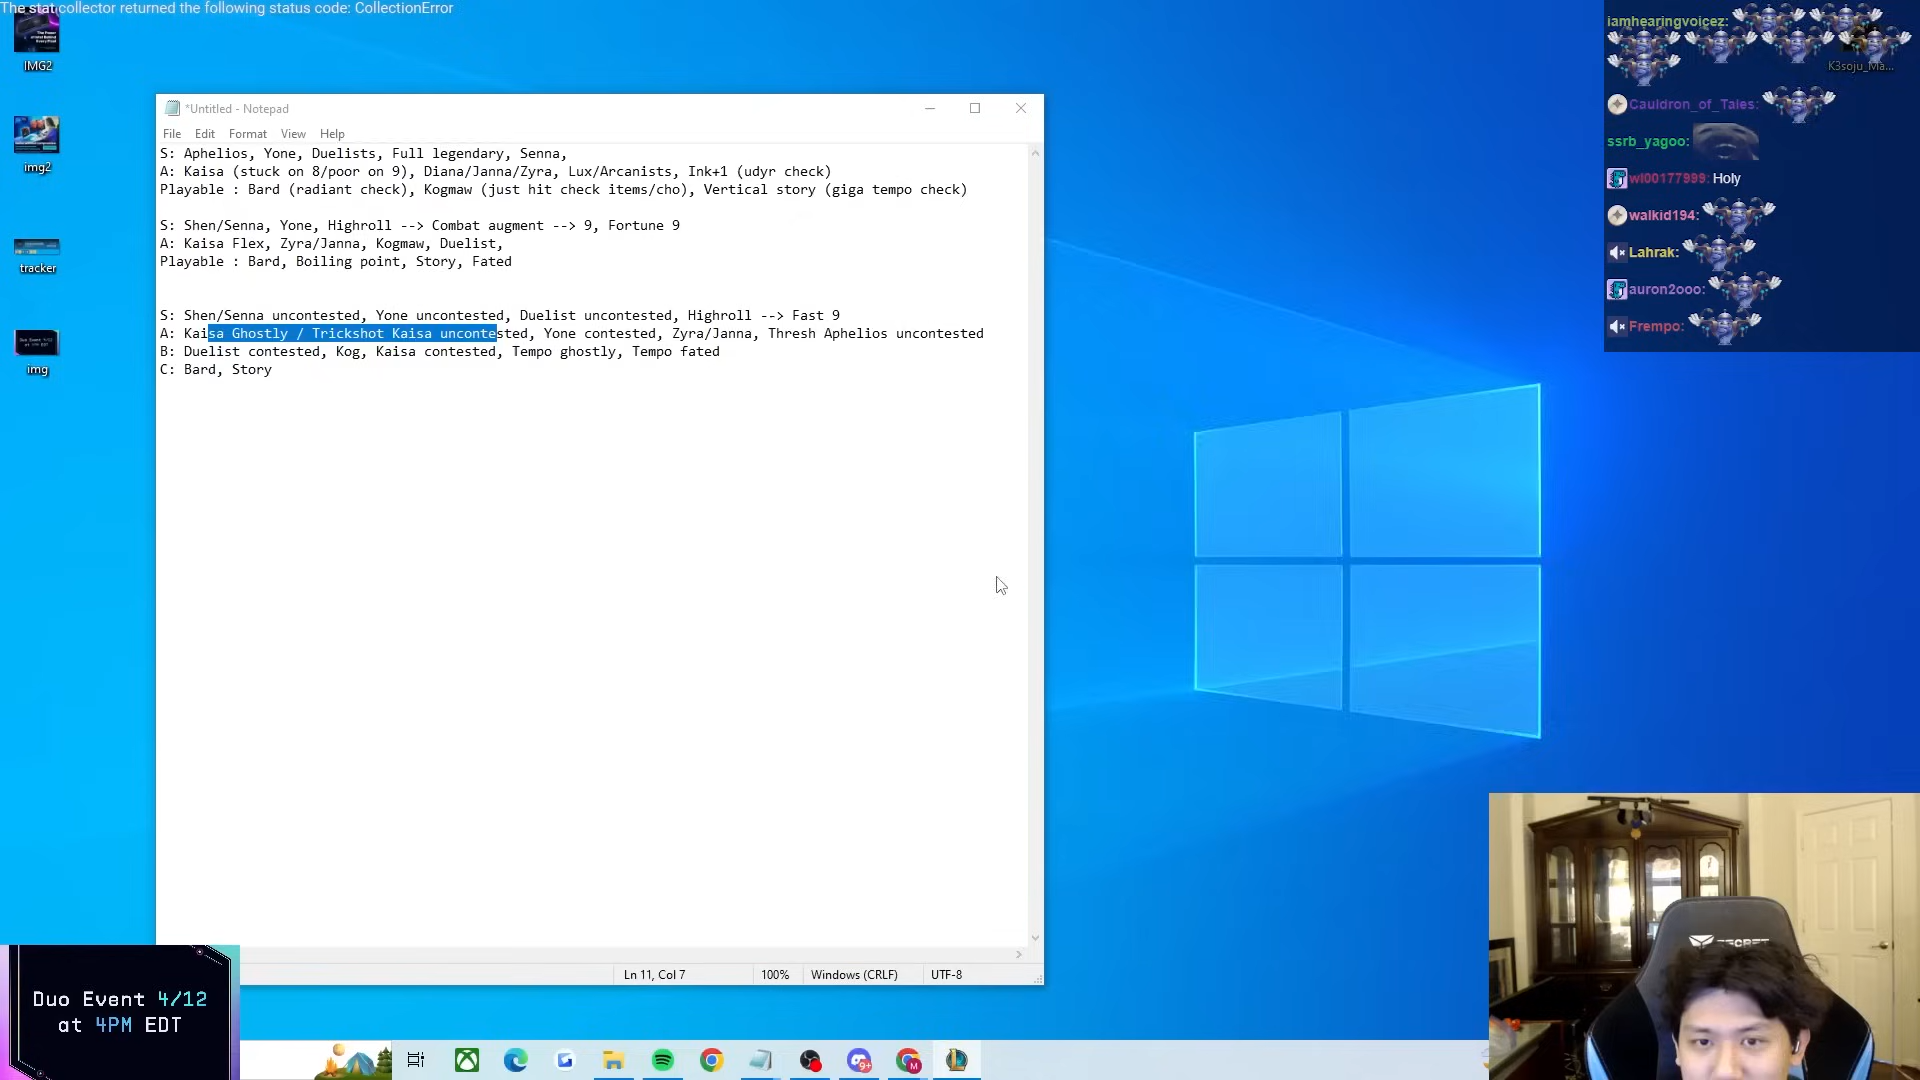 The stat collector returned the following status code: CollectionError
IMG2
img2
tracker
img
*Untitled - Notepad
File Edit Format View Help
S: Aphelios, Yone, Duelists, Full legendary, Senna,
A: Kaisa (stuck on 8/poor on 9), Diana/Janna/Zyra, Lux/Arcanists, Ink+1 (udyr check)
Playable : Bard (radiant check), Kogmaw (just hit check items/cho), Vertical story (giga tempo check)
S: Shen/Senna, Yone, Highroll --> Combat augment --> 9, Fortune 9
A: Kaisa Flex, Zyra/Janna, Kogmaw, Duelist,
Playable : Bard, Boiling point, Story, Fated
S: Shen/Senna uncontested, Yone uncontested, Duelist uncontested, Highroll --> Fast 9
A: Kaisa Ghostly / Trickshot Kaisa uncontested, Yone contested, Zyra/Janna, Thresh Aphelios uncontested
B: Duelist contested, Kog, Kaisa contested, Tempo ghostly, Tempo fated
C: Bard, Story
Ln 11, Col 7 100% Windows (CRLF) UTF-8
iamhearingvoicez:
K3soju_Ma...
Cauldron_of_Tales:
ssrb_yagoo:
wl00177999: Holy
walkid194:
Lahrak:
auron2ooo:
Frempo:
Duo Event 4/12
at 4PM EDT
9+
M